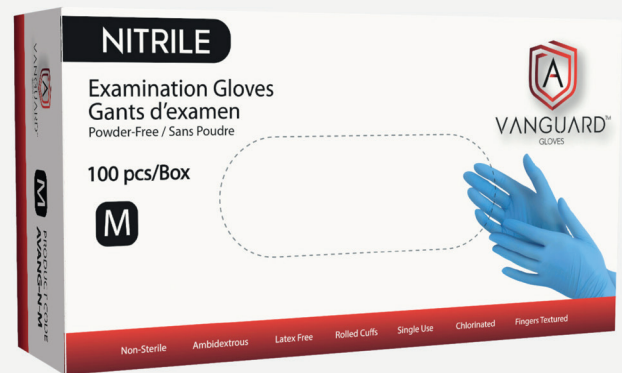 NITRILE
Examination Gloves
Gants d'examen
Powder-Free / Sans Poudre
100 pcs/Box
M
A
VANGUARD™
GLOVES
Non-Sterile Ambidextrous Latex Free Rolled Cuffs Single Use Chlorinated Fingers Textured
A
VANGUARD
M
PRODUCT CODE
AVANG-N-M